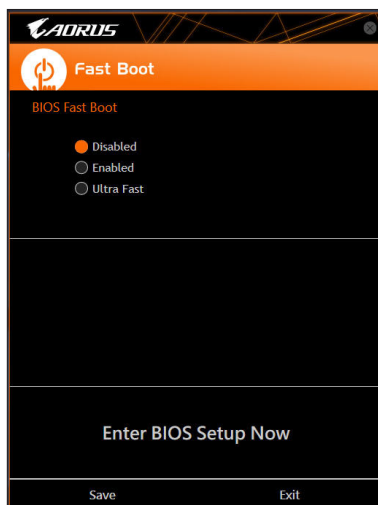 AORUS
Fast Boot
BIOS Fast Boot
Disabled
Enabled
Ultra Fast
Enter BIOS Setup Now
Save Exit